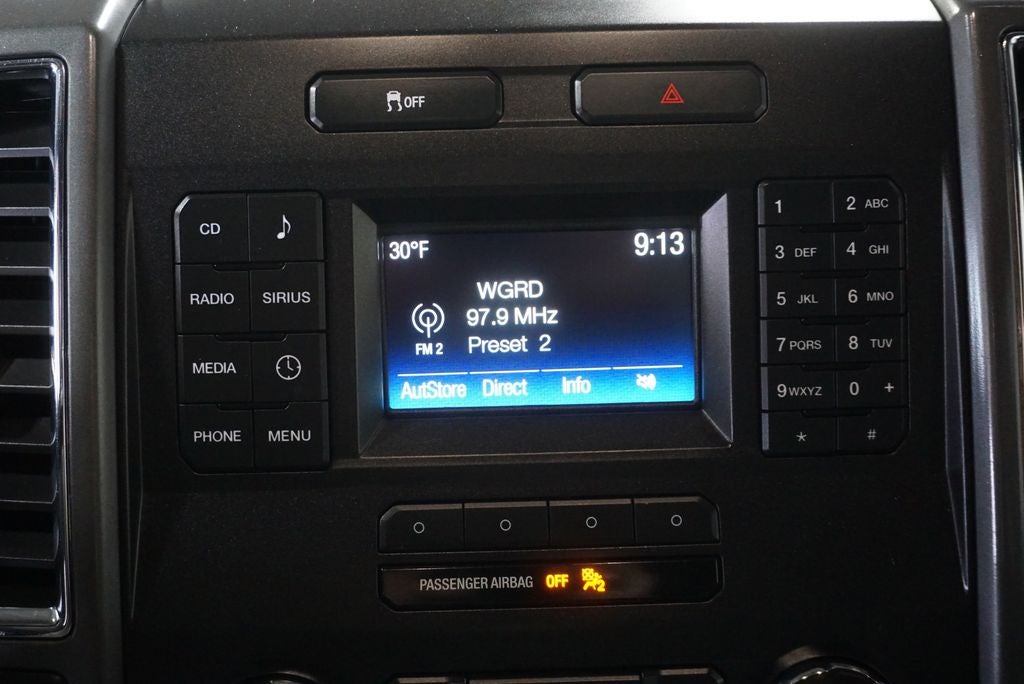 OFF
CD
RADIO SIRIUS
MEDIA
PHONE MENU
30°F 9:13
WGRD
97.9 MHz
FM 2 Preset 2
AutStore Direct Info
1 2 ABC
3 DEF 4 GHI
5 JKL 6 MNO
7 PQRS 8 TUV
9 WXYZ 0 +
* #
PASSENGER AIRBAG OFF 2